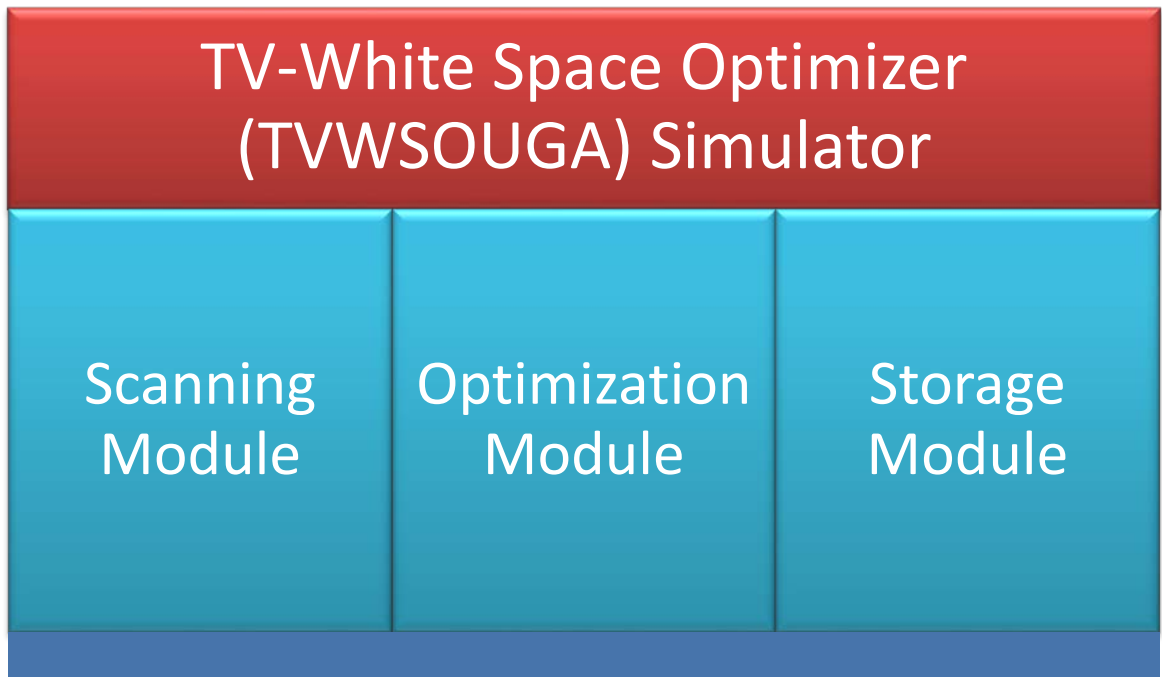 TV-White Space Optimizer
(TVWSOUGA) Simulator
Scanning
Module
Optimization
Module
Storage
Module